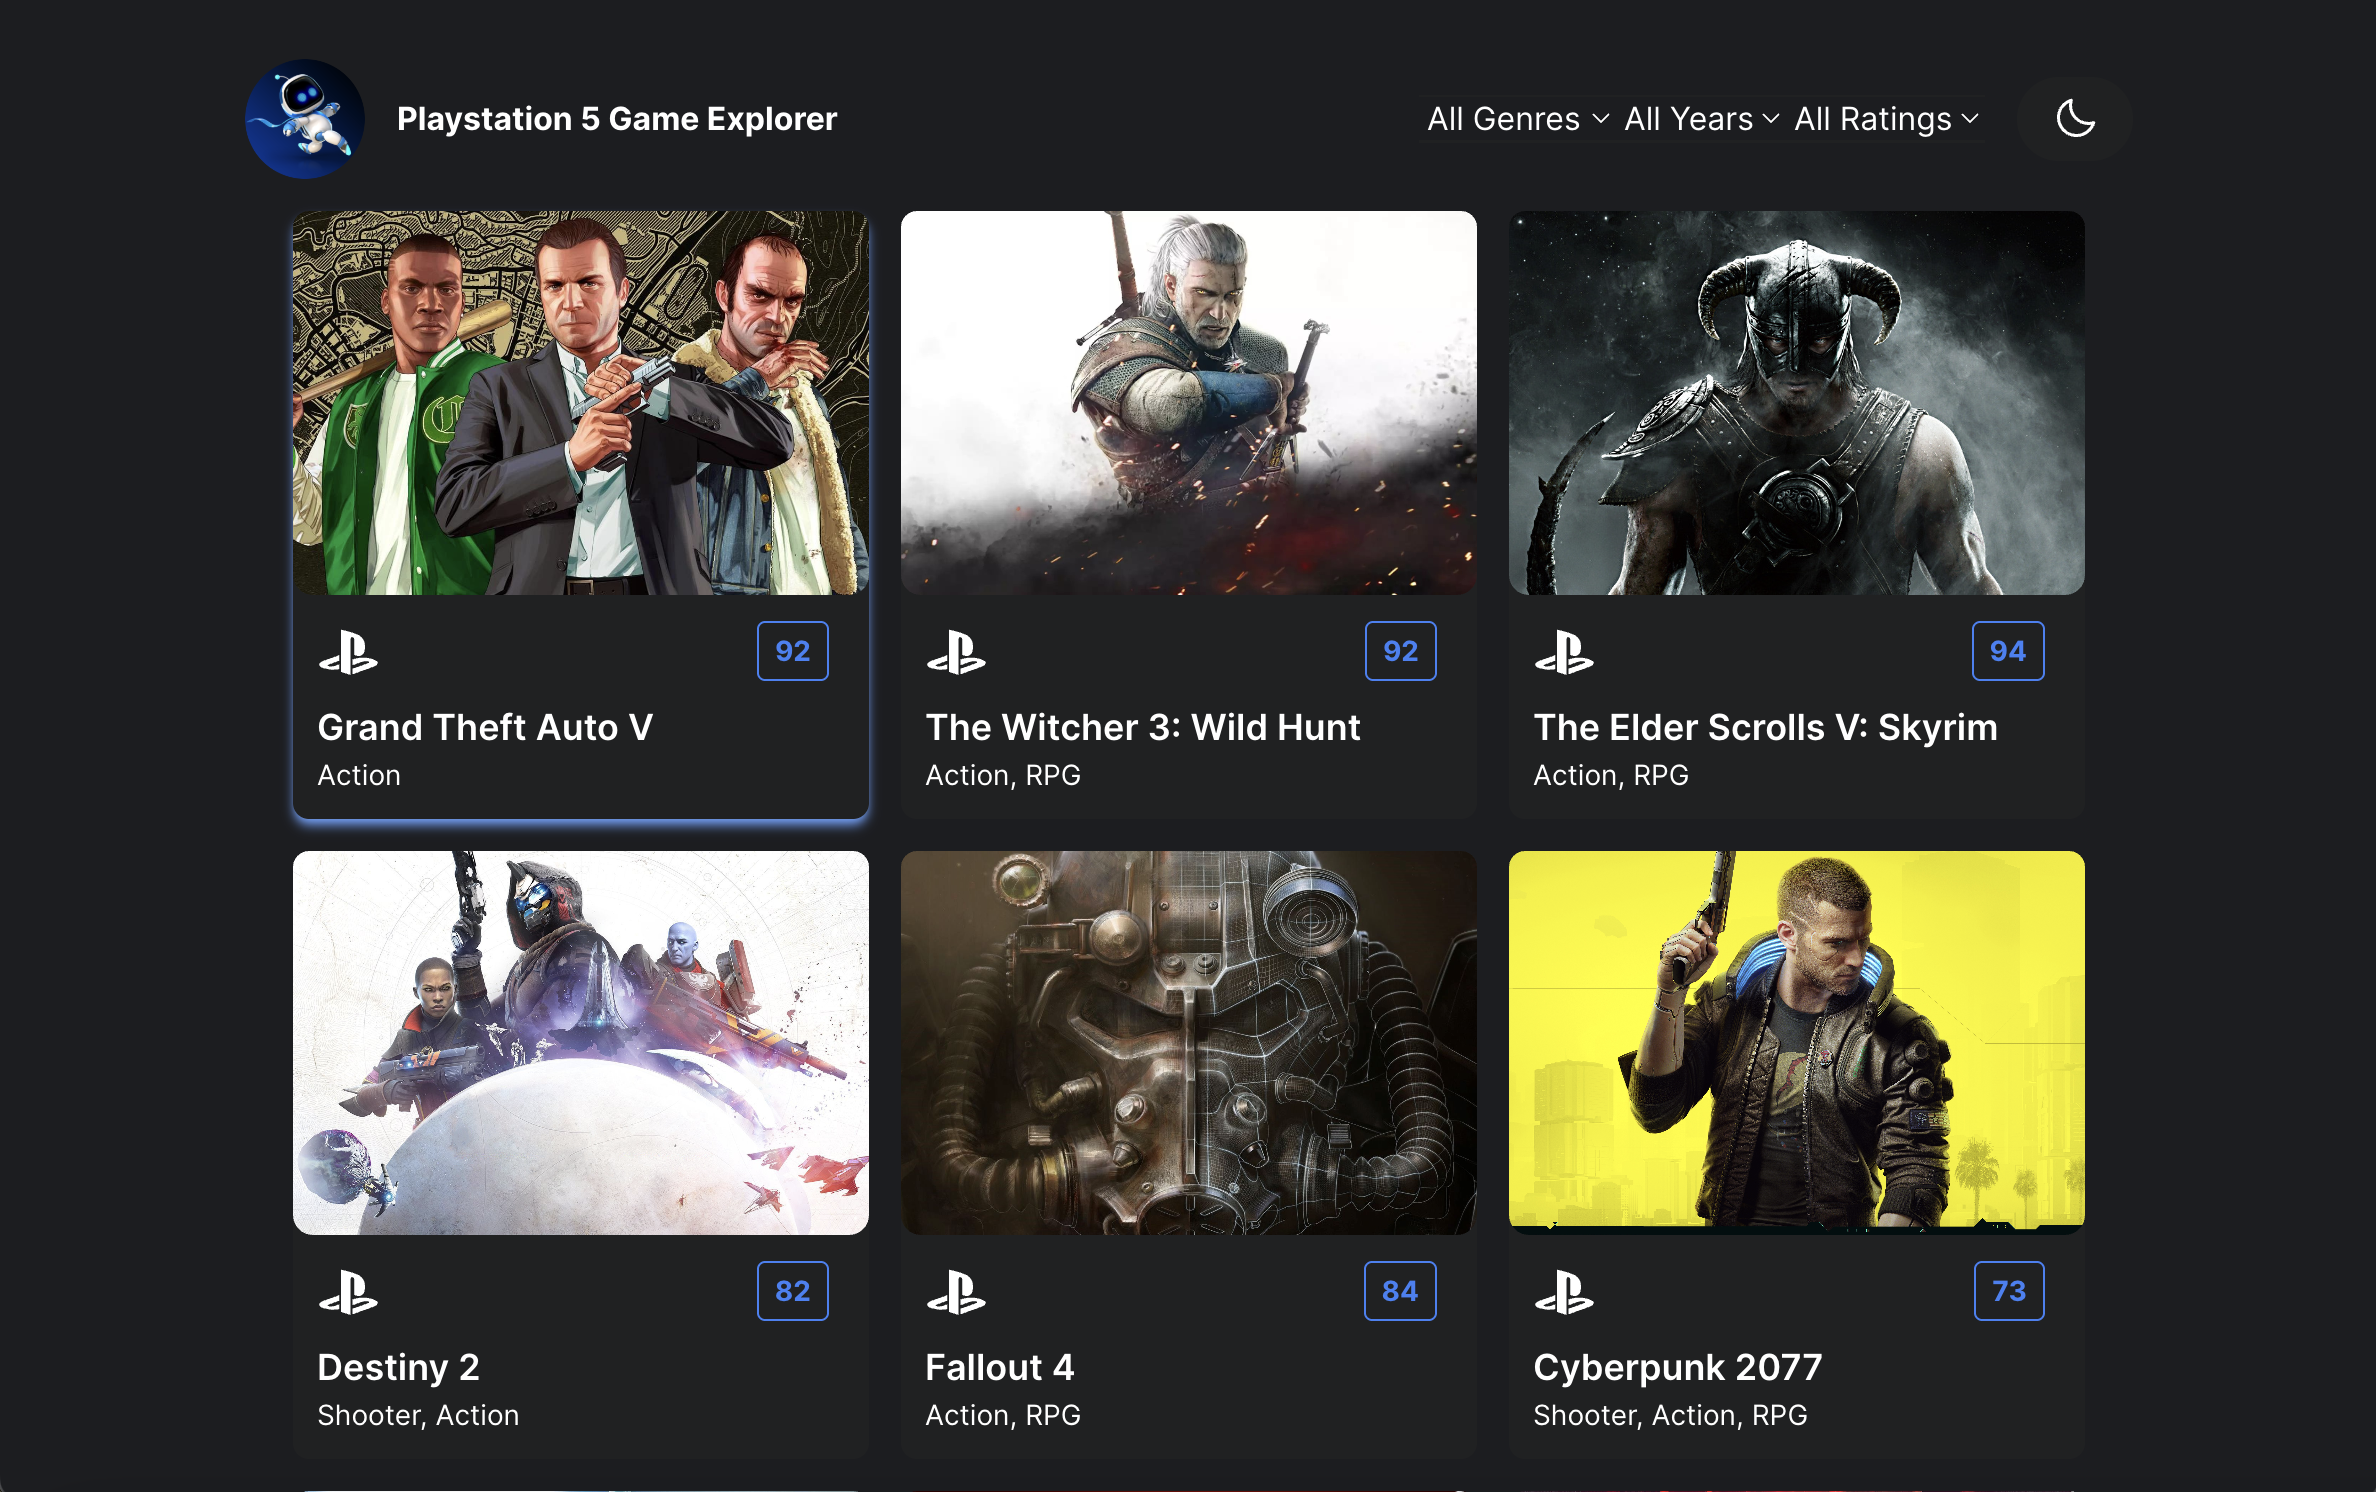 Playstation 5 Game Explorer
All Genres All Years All Ratings
92
Grand Theft Auto V
Action
92
The Witcher 3: Wild Hunt
Action, RPG
94
The Elder Scrolls V: Skyrim
Action, RPG
82
Destiny 2
Shooter, Action
84
Fallout 4
Action, RPG
73
Cyberpunk 2077
Shooter, Action, RPG